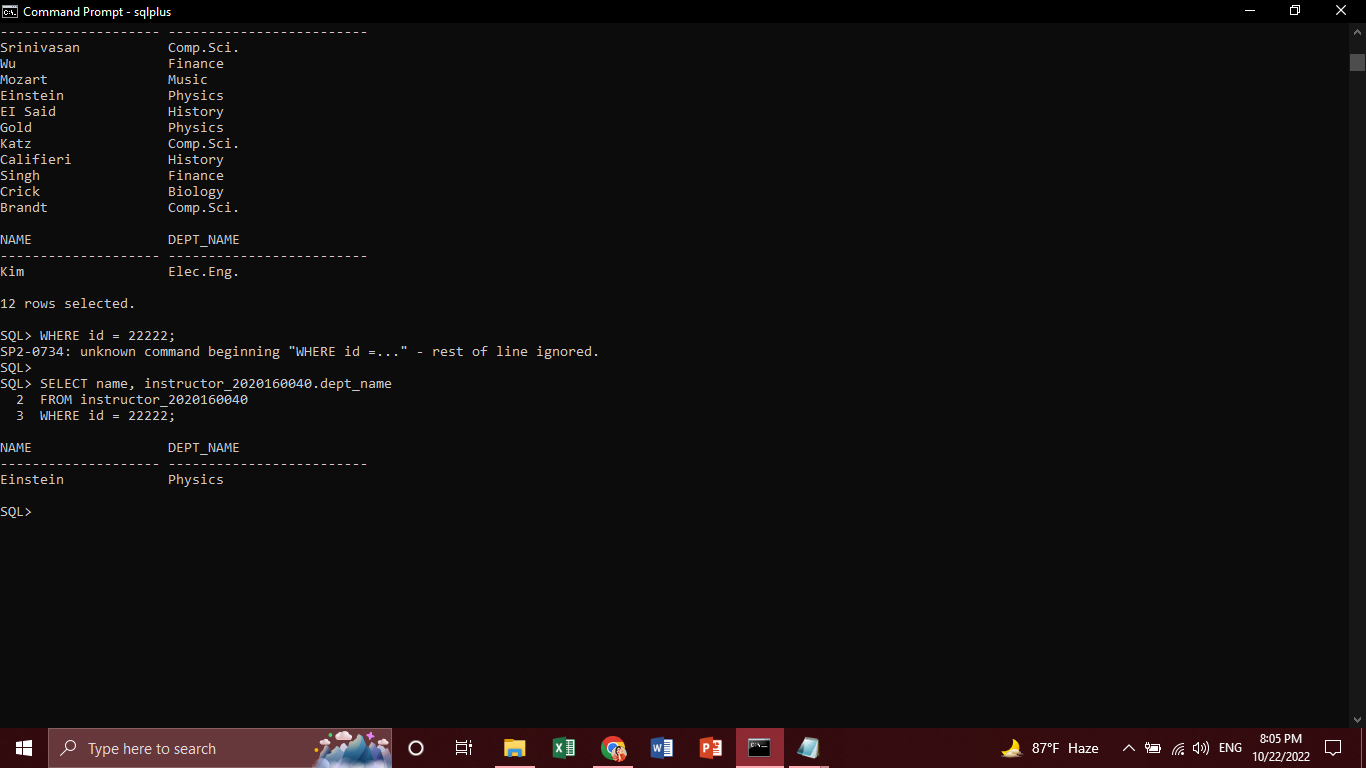 Command Prompt - sqlplus
-------------------- -------------------------
Srinivasan           Comp.Sci.
Wu                   Finance
Mozart               Music
Einstein             Physics
EI Said              History
Gold                 Physics
Katz                 Comp.Sci.
Califieri            History
Singh                Finance
Crick                Biology
Brandt               Comp.Sci.
NAME                 DEPT_NAME
-------------------- -------------------------
Kim                  Elec.Eng.
12 rows selected.
SQL> WHERE id = 22222;
SP2-0734: unknown command beginning "WHERE id =..." - rest of line ignored.
SQL>
SQL> SELECT name, instructor_2020160040.dept_name
  2  FROM instructor_2020160040
  3  WHERE id = 22222;
NAME                 DEPT_NAME
-------------------- -------------------------
Einstein             Physics
SQL>
Type here to search
87°F Haze
ENG
8:05 PM
10/22/2022